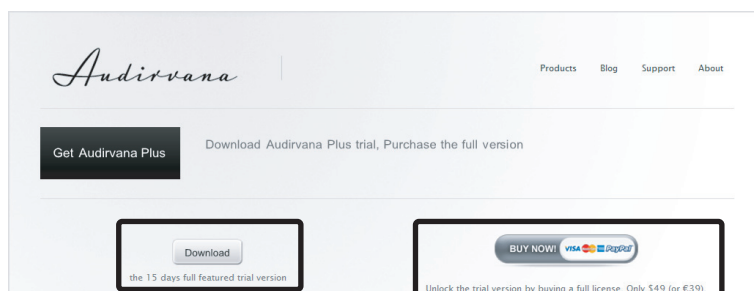 Audirvana
Products Blog Support About
Get Audirvana Plus
Download Audirvana Plus trial, Purchase the full version
Download
the 15 days full featured trial version
BUY NOW! VISA PayPal
Unlock the trial version by buying a full license. Only $49 (or €39)